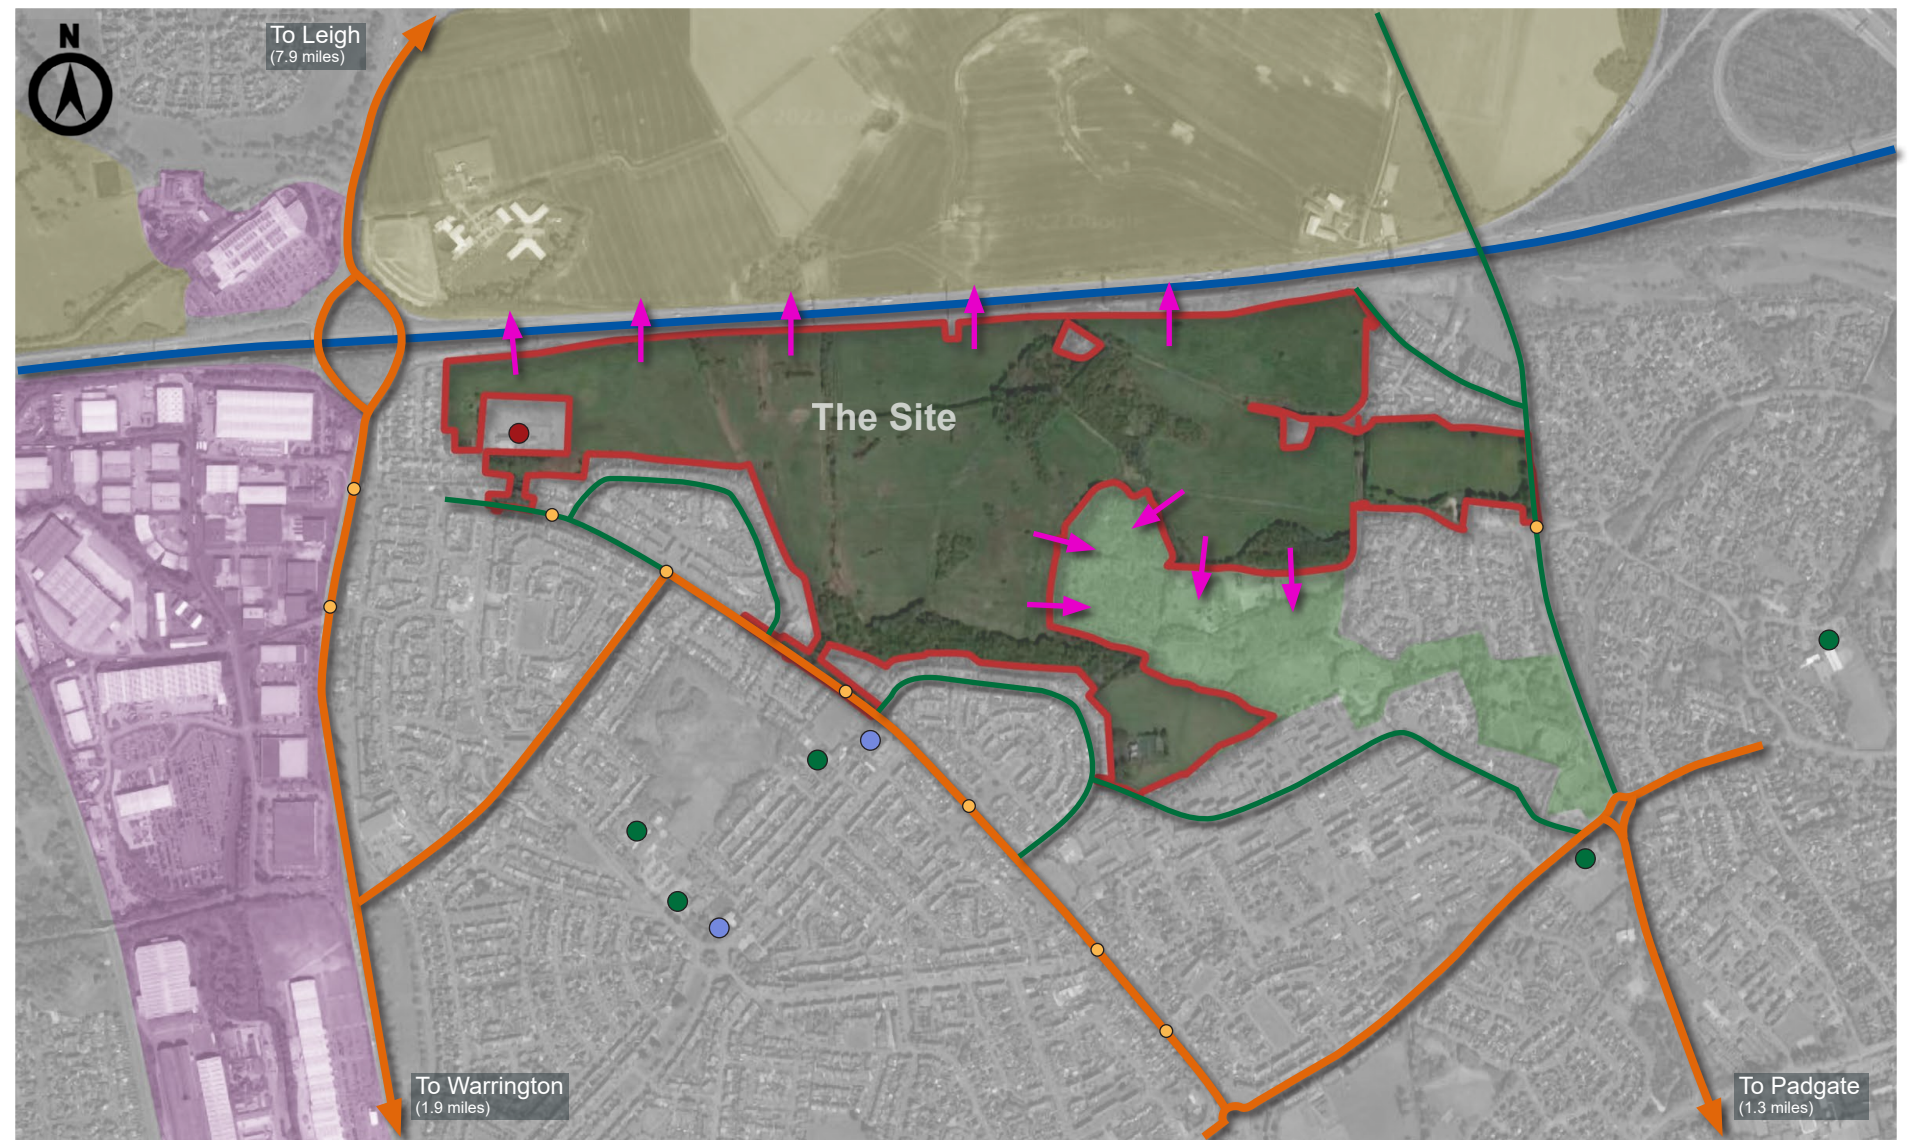 N
To Leigh
(7.9 miles)
The Site
To Warrington
(1.9 miles)
To Padgate
(1.3 miles)